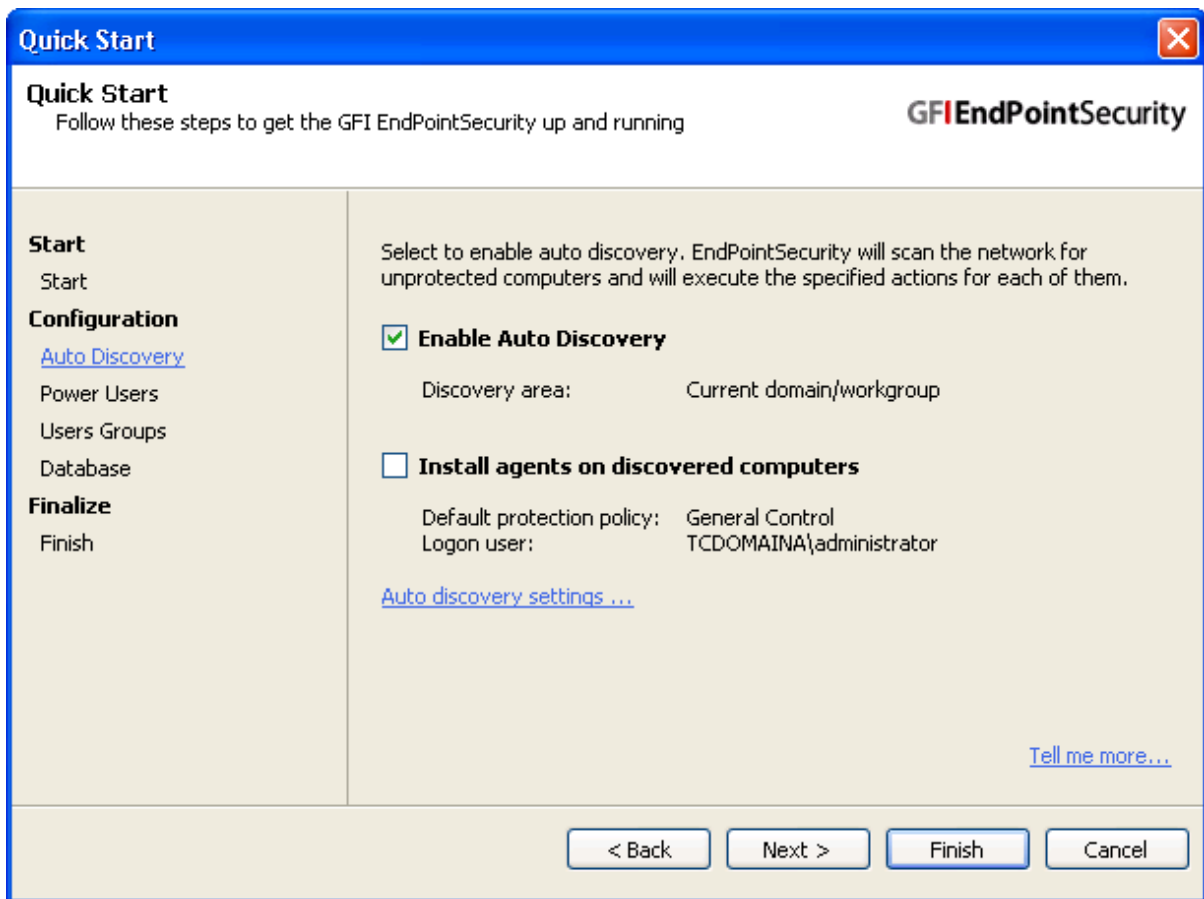 Quick Start
Quick Start
Follow these steps to get the GFI EndPointSecurity up and running
GFI EndPointSecurity
Start
Start
Configuration
Auto Discovery
Power Users
Users Groups
Database
Finalize
Finish
Select to enable auto discovery. EndPointSecurity will scan the network for
unprotected computers and will execute the specified actions for each of them.
Enable Auto Discovery
Discovery area: Current domain/workgroup
Install agents on discovered computers
Default protection policy: General Control
Logon user: TCDOMAINA\administrator
Auto discovery settings ...
Tell me more...
< Back Next > Finish Cancel